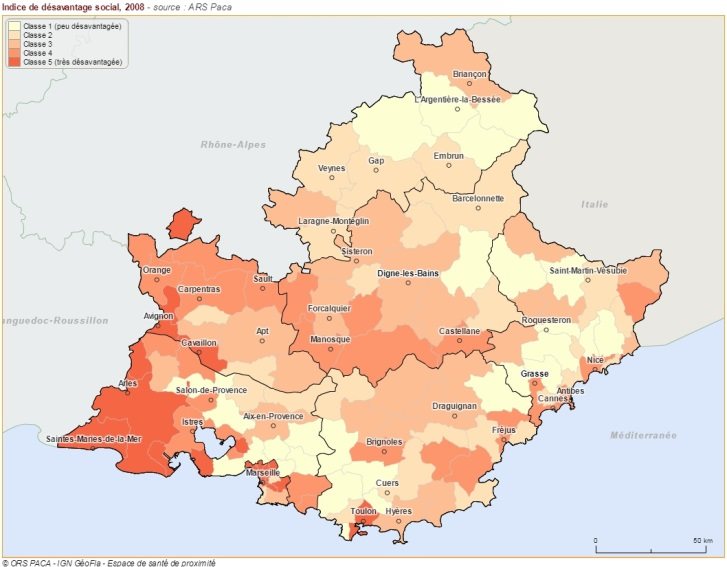 Indice de désavantage social, 2008 - source : ARS Paca
Classe 1 (peu désavantagée)
Classe 2
Classe 3
Classe 4
Classe 5 (très désavantagée)
Briançon
L'Argentière-la-Bessée
Rhône-Alpes
Gap
Embrun
Veynes
Barcelonnette
Italie
Laragne-Montéglin
Sisteron
Orange
Sault
Digne-les-Bains
Saint-Martin-Vésubie
Carpentras
Forcalquier
Avignon
Roquesteron
anguedoc-Roussillon
Apt
Manosque
Castellane
Cavaillon
Nice
Grasse
Arles
Salon-de-Provence
Antibes
Cannes
Draguignan
Istres
Aix-en-Provence
Fréjus
Méditerranée
Saintes-Maries-de-la-Mer
Brignoles
Marseille
Cuers
Toulon
Hyères
0
50 km
© ORS PACA - IGN GéoFla - Espace de santé de proximité